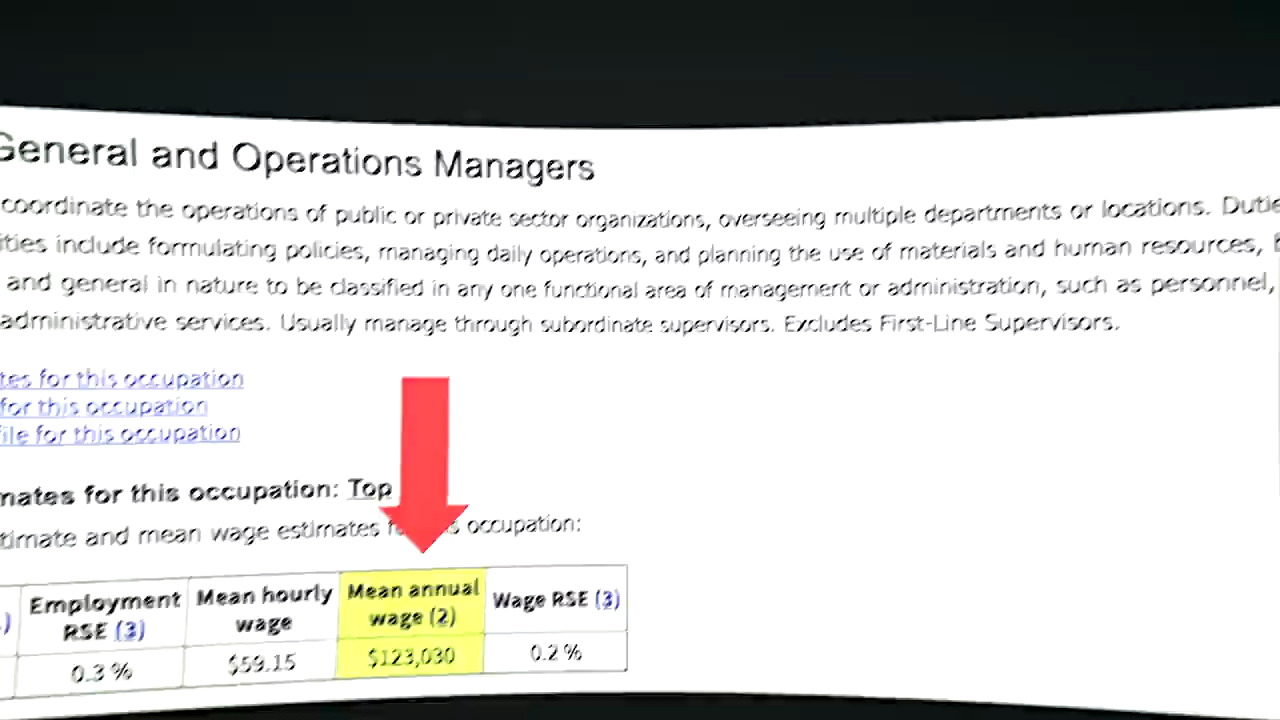 General and Operations Managers
coordinate the operations of public or private sector organizations, overseeing multiple departments or locations. Dutie
ities include formulating policies, managing daily operations, and planning the use of materials and human resources, b
and general in nature to be classified in any one functional area of management or administration, such as personnel,
administrative services. Usually manage through subordinate supervisors. Excludes First-Line Supervisors.
tes for this occupation
for this occupation
file for this occupation
mates for this occupation: Top
timate and mean wage estimates f s occupation:
) Employment RSE (3) Mean hourly wage Mean annual wage (2) Wage RSE (3)
0.3 % $59.15 $123,030 0.2 %